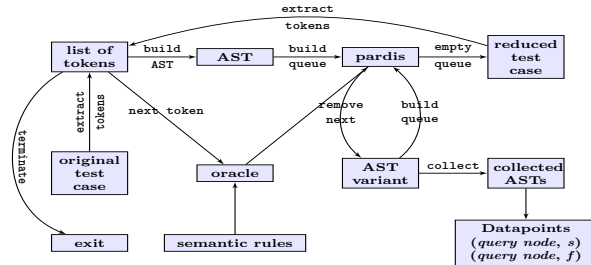 extract
tokens
list of
tokens
build
AST
AST
build
queue
pardis
empty
queue
reduced
test
case
terminate
extract
tokens
next token
remove
next
build
queue
original
test
case
oracle
AST
variant
collect
collected
ASTs
exit
semantic rules
Datapoints
(query node, s)
(query node, f)